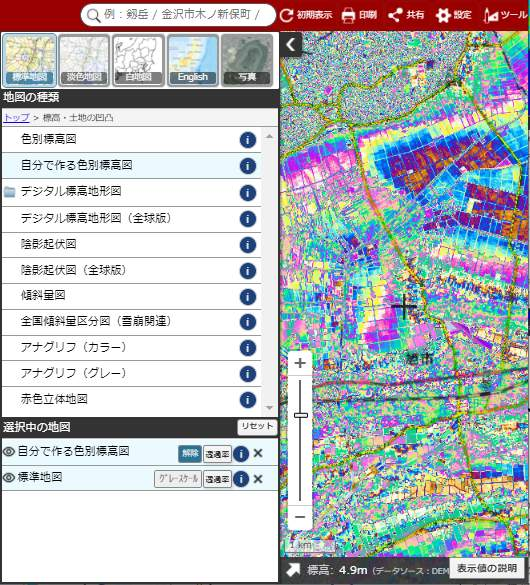 例：剱岳 / 金沢市木ノ新保町 /
初期表示 印刷 共有 設定 ツール
標準地図 淡色地図 白地図 English 写真
地図の種類
トップ > 標高・土地の凹凸
色別標高図
自分で作る色別標高図
デジタル標高地形図
デジタル標高地形図（全球版）
陰影起伏図
陰影起伏図（全球版）
傾斜量図
全国傾斜量区分図（雪崩関連）
アナグリフ（カラー）
アナグリフ（グレー）
赤色立体地図
選択中の地図 リセット
自分で作る色別標高図 解除 透過率
標準地図 グレースケール 透過率
旭市
1 km
標高: 4.9m (データソース：DEM 表示値の説明